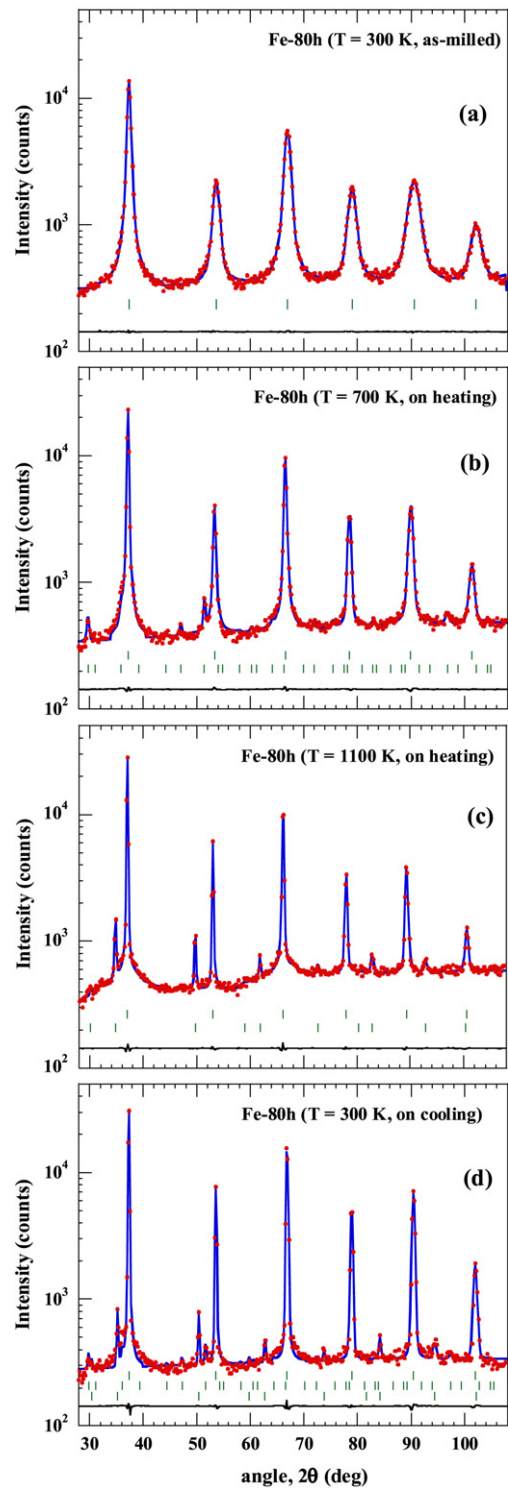 Fe-80h (T = 300 K, as-milled)
(a)
10⁴
10³
10²
Intensity (counts)
Fe-80h (T = 700 K, on heating)
(b)
10⁴
10³
10²
Intensity (counts)
Fe-80h (T = 1100 K, on heating)
(c)
10⁴
10³
10²
Intensity (counts)
Fe-80h (T = 300 K, on cooling)
(d)
10⁴
10³
10²
Intensity (counts)
30 40 50 60 70 80 90 100
angle, 2θ (deg)